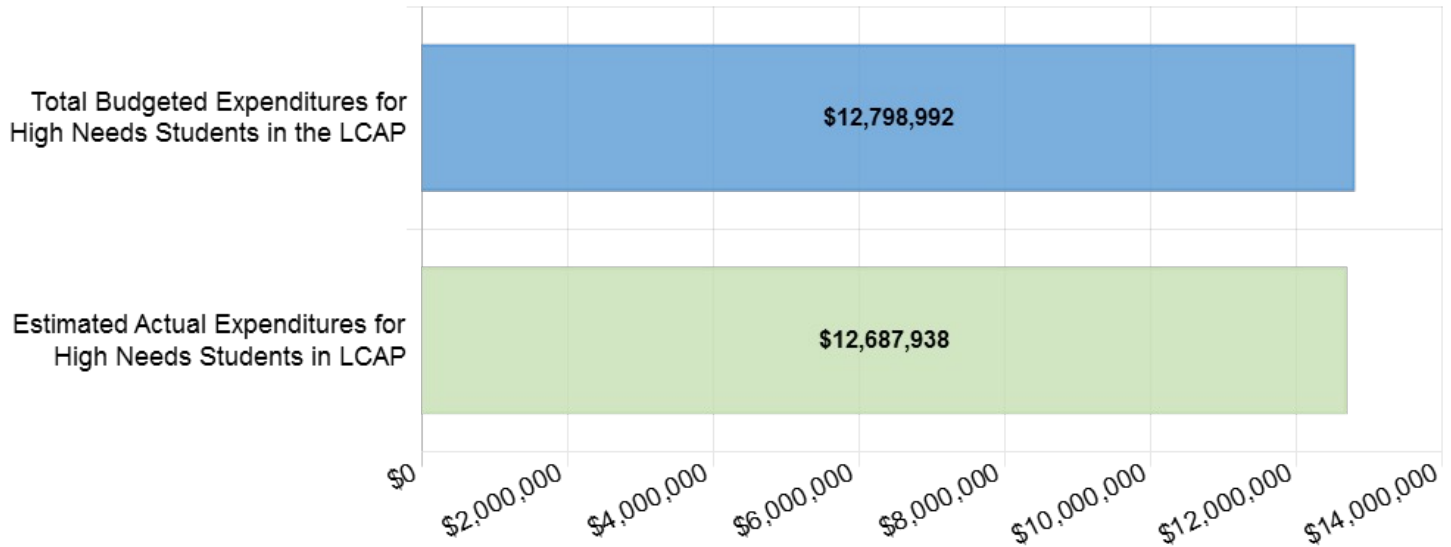 Total Budgeted Expenditures for
High Needs Students in the LCAP
$12,798,992
Estimated Actual Expenditures for
High Needs Students in LCAP
$12,687,938
$0
$2,000,000
$4,000,000
$6,000,000
$8,000,000
$10,000,000
$12,000,000
$14,000,000